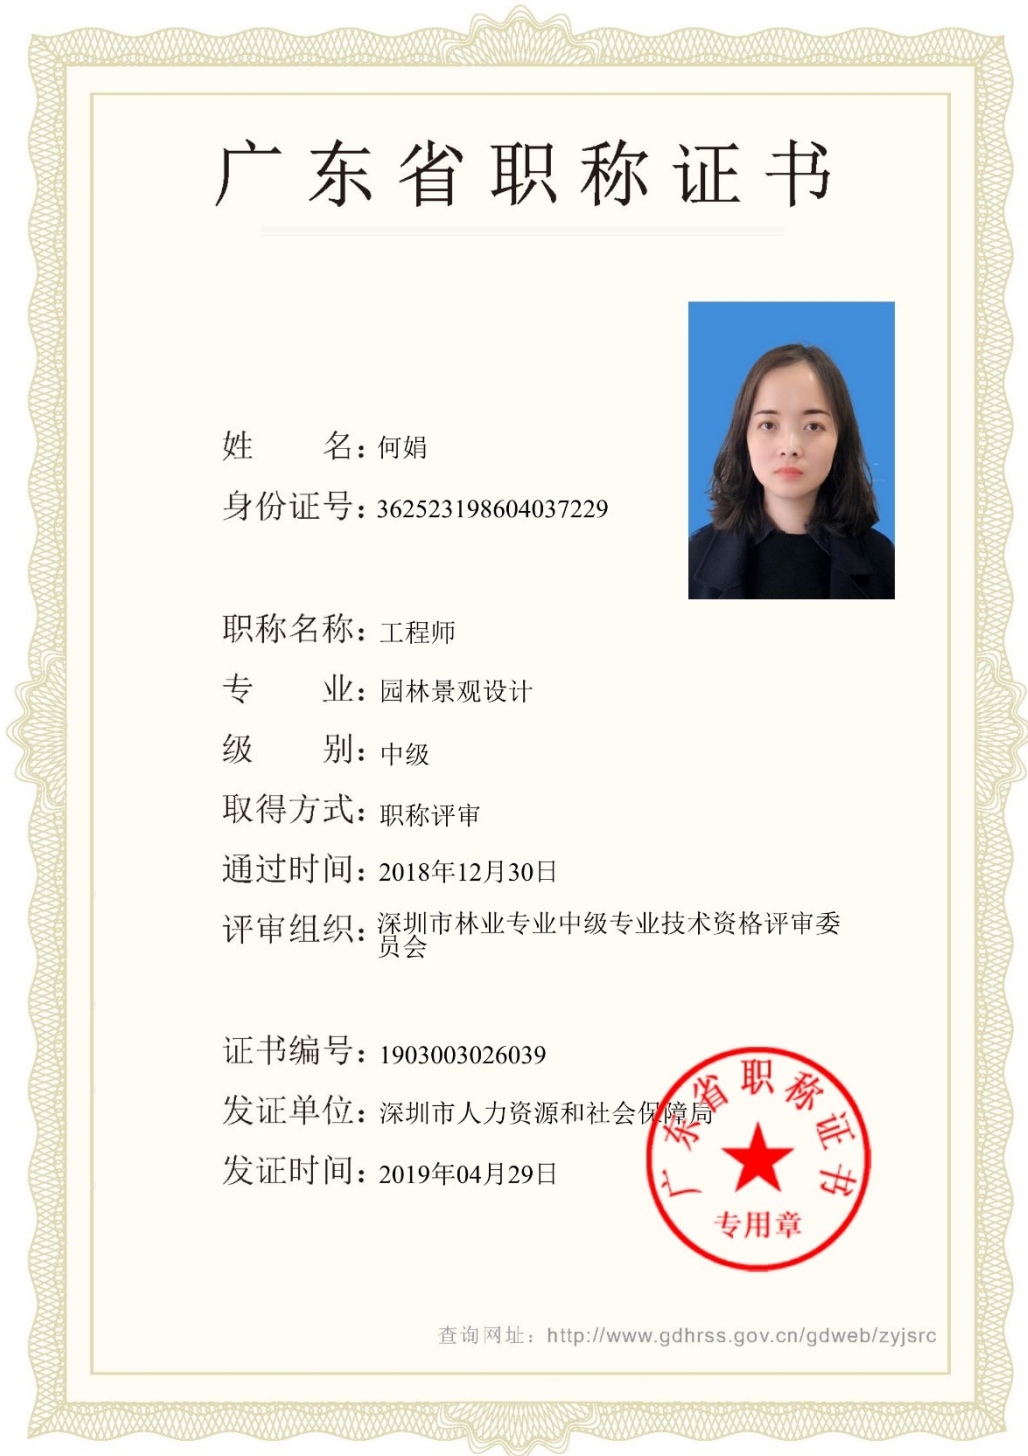 广东省职称证书
姓 名：何娟
身份证号：362523198604037229
职称名称：工程师
专 业：园林景观设计
级 别：中级
取得方式：职称评审
通过时间：2018年12月30日
评审组织：深圳市林业专业中级专业技术资格评审委
员会
证书编号：1903003026039
发证单位：深圳市人力资源和社会保障局
发证时间：2019年04月29日
广东省职称证书
专用章
查询网址：http://www.gdhrss.gov.cn/gdweb/zyjsrc